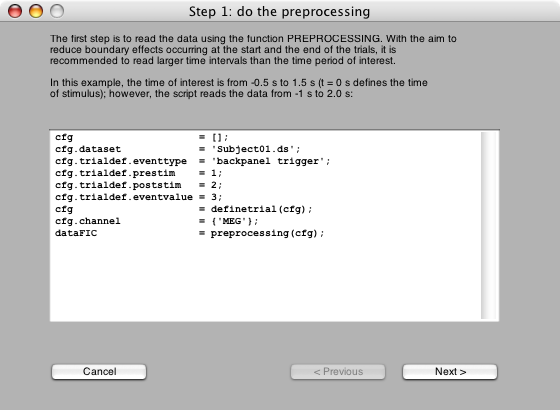 Step 1: do the preprocessing
The first step is to read the data using the function PREPROCESSING. With the aim to
reduce boundary effects occurring at the start and the end of the trials, it is
recommended to read larger time intervals than the time period of interest.
In this example, the time of interest is from -0.5 s to 1.5 s (t = 0 s defines the time
of stimulus); however, the script reads the data from -1 s to 2.0 s:
cfg = [];
cfg.dataset = 'Subject01.ds';
cfg.trialdef.eventtype = 'backpanel trigger';
cfg.trialdef.prestim = 1;
cfg.trialdef.poststim = 2;
cfg.trialdef.eventvalue = 3;
cfg = definetrial(cfg);
cfg.channel = {'MEG'};
dataFIC = preprocessing(cfg);
Cancel < Previous Next >